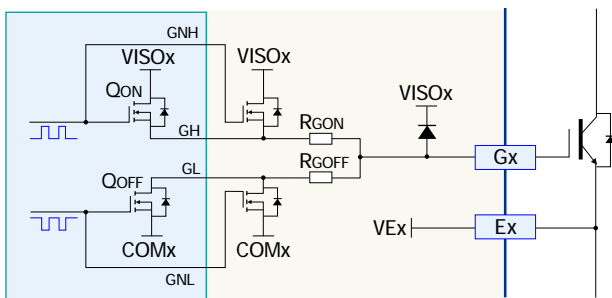 GNH
VISOx
VISOx
QON
VISOx
GH
RGON
RGOFF
Gx
QOFF
GL
VEx
Ex
COMx
COMx
GNL